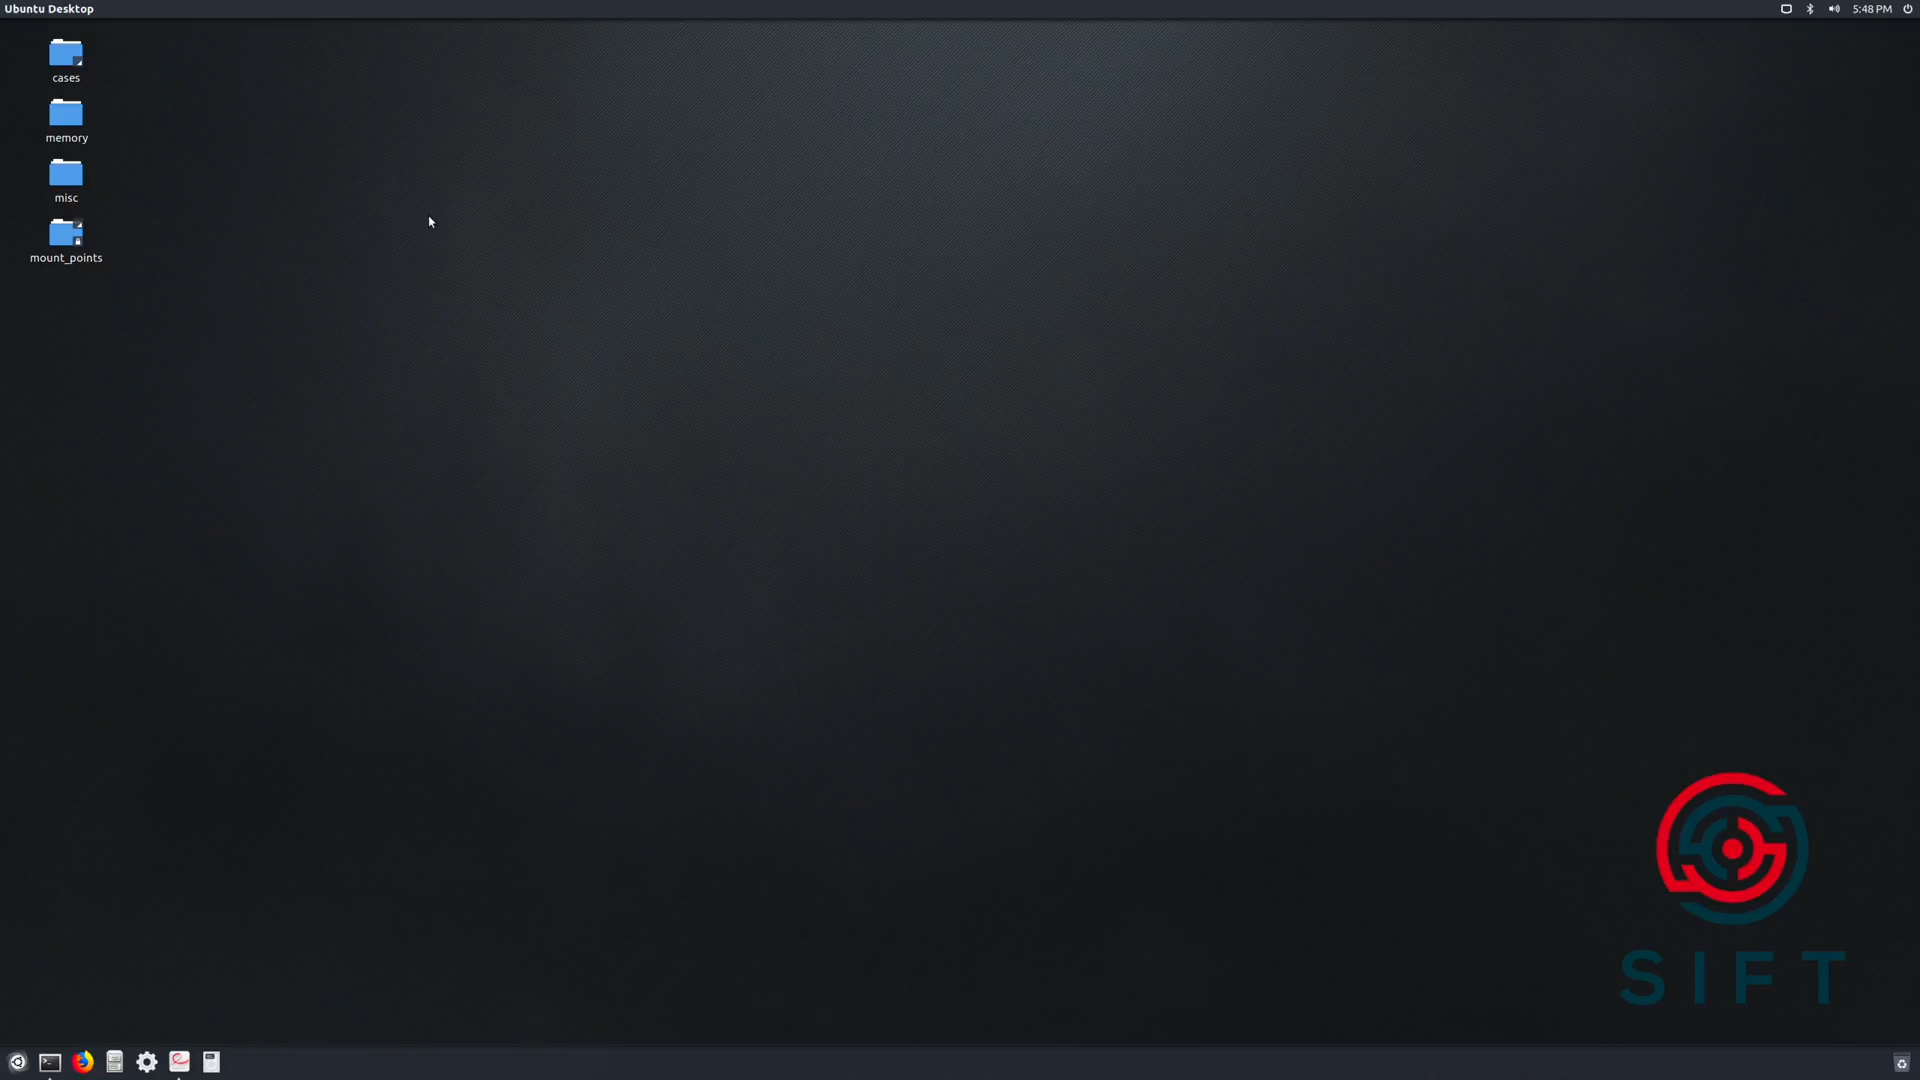 Ubuntu Desktop
5:48 PM
cases
memory
misc
mount_points
SIFT